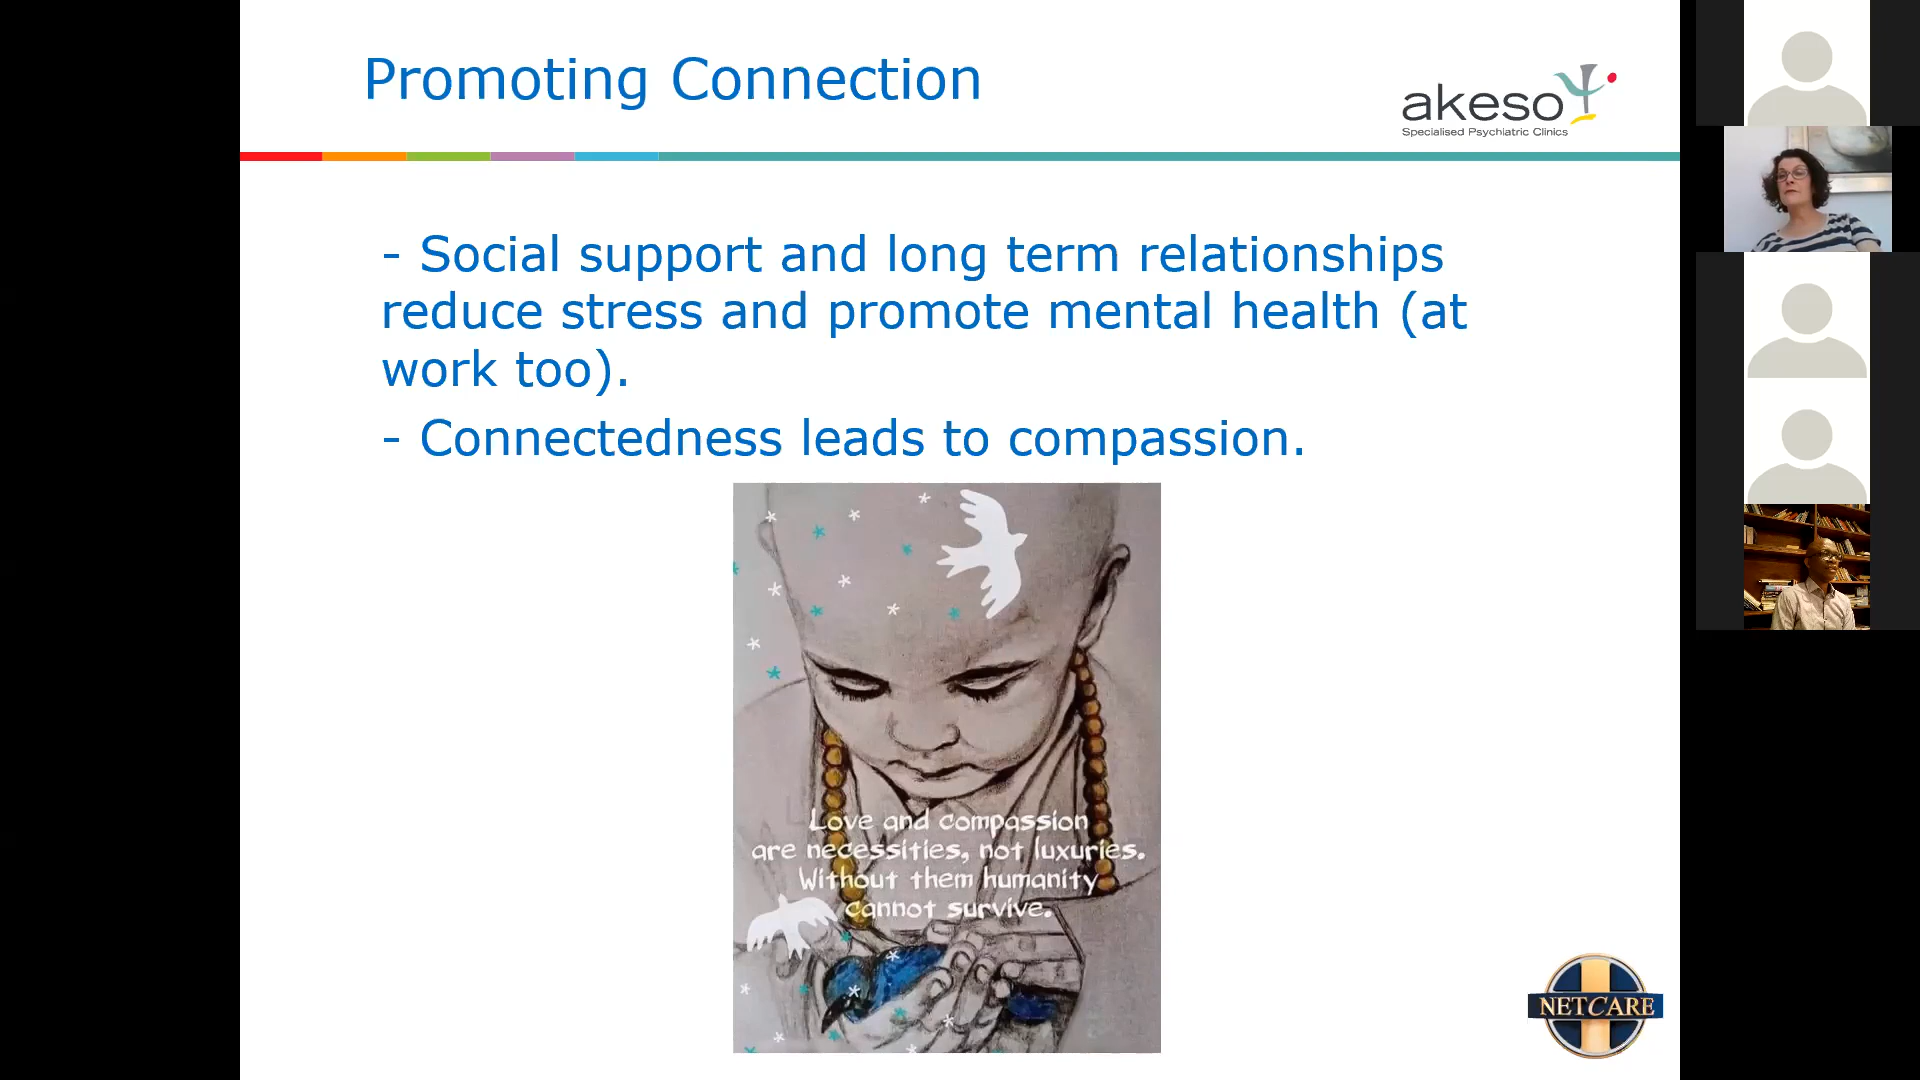 Promoting Connection
akeso
Specialised Psychiatric Clinics
- Social support and long term relationships
reduce stress and promote mental health (at
work too).
- Connectedness leads to compassion.
Love and compassion
are necessities, not luxuries.
Without them humanity
cannot survive.
NETCARE